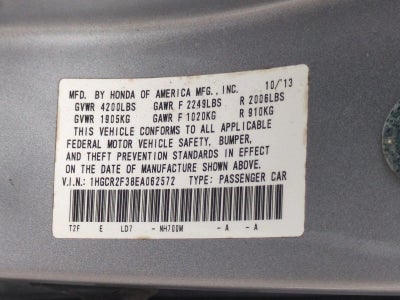 MFD. BY HONDA OF AMERICA MFG., INC. 10/'13
GVWR 4200LBS GAWR F 2249LBS R 2006LBS
GVWR 1905KG GAWR F 1020KG R 910KG
THIS VEHICLE CONFORMS TO ALL APPLICABLE
FEDERAL MOTOR VEHICLE SAFETY, BUMPER,
AND THEFT PREVENTION STANDARDS IN EFFECT
ON THE DATE OF MANUFACTURE SHOWN ABOVE.
V.I.N.: 1HGCR2F36EA062572 TYPE: PASSENGER CAR
T2F E LD7 -NH700M -A -A